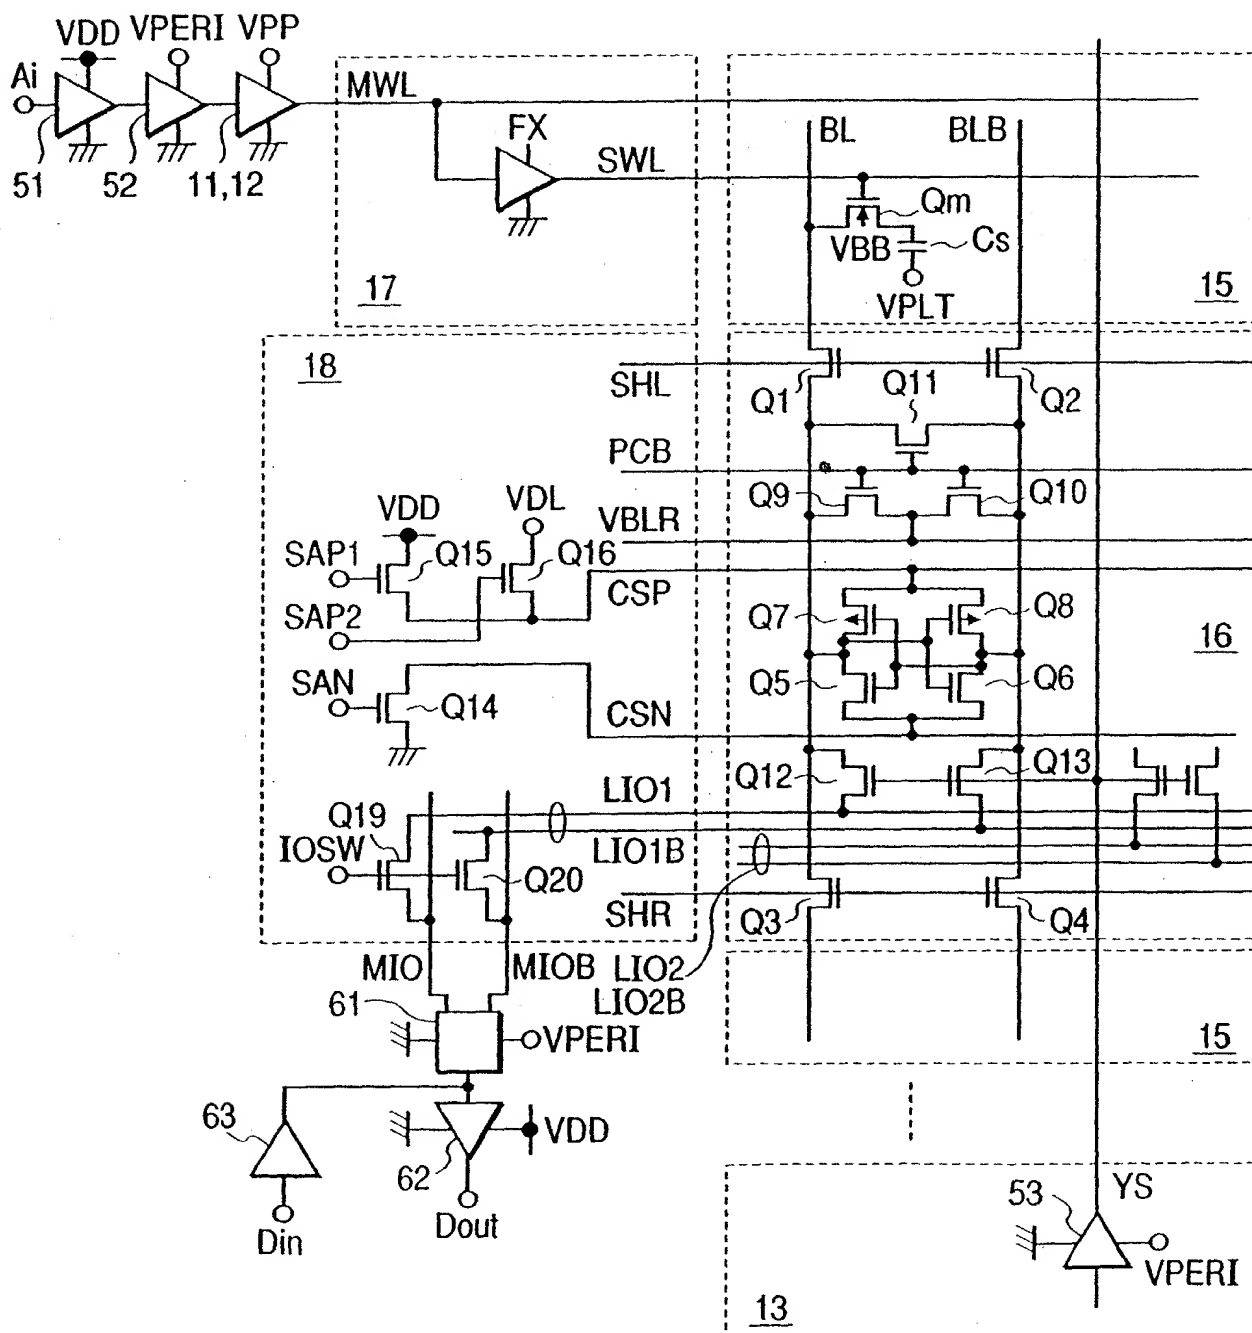 VDD VPERI VPP
Ai
MWL
51 52 11,12
FX
SWL
BL BLB
Qm
VBB Cs
VPLT
17
15
18
SHL
Q1 Q11 Q2
PCB
Q9 Q10
VDD VDL
VBLR
SAP1 Q15 Q16
CSP
SAP2
Q7 Q8
16
SAN
Q14
Q5 Q6
CSN
Q12 Q13
LIO1
Q19
IOSW
LIO1B
Q20
SHR
Q3 Q4
MIO MIOB LIO2
LIO2B
61
VPERI
15
63
VDD
62
Dout
Din
53 YS
VPERI
13